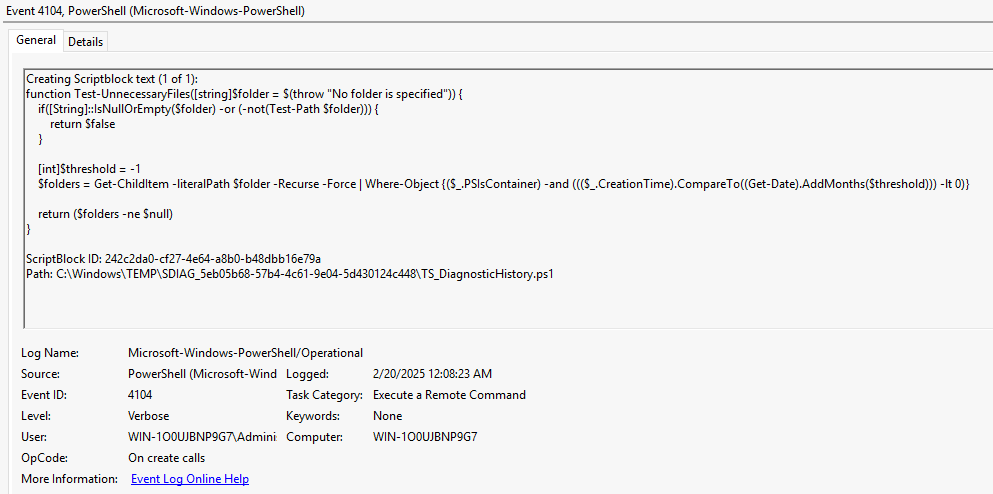 Event 4104, PowerShell (Microsoft-Windows-PowerShell)
General Details
Creating Scriptblock text (1 of 1):
function Test-UnnecessaryFiles([string]$folder = $(throw "No folder is specified")) {
if([String]::IsNullOrEmpty($folder) -or (-not(Test-Path $folder))) {
return $false
}
[int]$threshold = -1
$folders = Get-ChildItem -literalPath $folder -Recurse -Force | Where-Object {($_.PSIsContainer) -and ((($_.CreationTime).CompareTo((Get-Date).AddMonths($threshold))) -lt 0)}
return ($folders -ne $null)
}
ScriptBlock ID: 242c2da0-cf27-4e64-a8b0-b48dbb16e79a
Path: C:\Windows\TEMP\SDIAG_5eb05b68-57b4-4c61-9e04-5d430124c448\TS_DiagnosticHistory.ps1
Log Name: Microsoft-Windows-PowerShell/Operational
Source: PowerShell (Microsoft-Wind Logged: 2/20/2025 12:08:23 AM
Event ID: 4104 Task Category: Execute a Remote Command
Level: Verbose Keywords: None
User: WIN-1O0UJBNP9G7\Admini Computer: WIN-1O0UJBNP9G7
OpCode: On create calls
More Information: Event Log Online Help